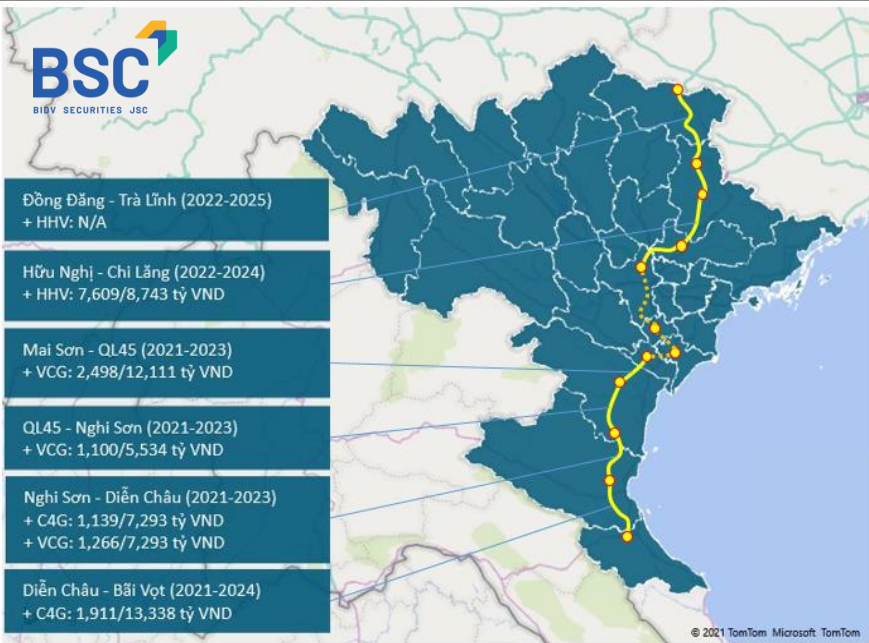 BSC
BIDV SECURITIES JSC
Đồng Đăng - Trà Lĩnh (2022-2025)
+ HHV: N/A
Hữu Nghị - Chi Lăng (2022-2024)
+ HHV: 7,609/8,743 tỷ VND
Mai Sơn - QL45 (2021-2023)
+ VCG: 2,498/12,111 tỷ VND
QL45 - Nghi Sơn (2021-2023)
+ VCG: 1,100/5,534 tỷ VND
Nghi Sơn - Diễn Châu (2021-2023)
+ C4G: 1,139/7,293 tỷ VND
+ VCG: 1,266/7,293 tỷ VND
Diễn Châu - Bãi Vọt (2021-2024)
+ C4G: 1,911/13,338 tỷ VND
© 2021 TomTom Microsoft TomTom